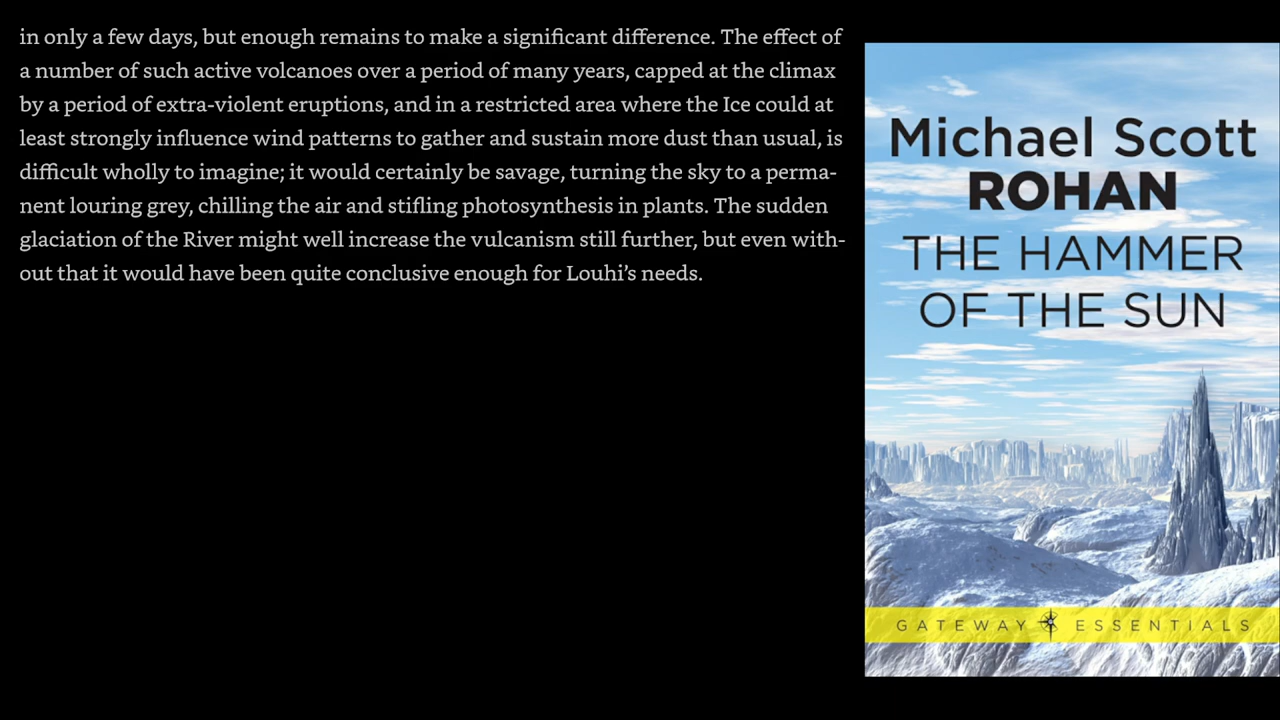 in only a few days, but enough remains to make a significant difference. The effect of
a number of such active volcanoes over a period of many years, capped at the climax
by a period of extra-violent eruptions, and in a restricted area where the Ice could at
least strongly influence wind patterns to gather and sustain more dust than usual, is
difficult wholly to imagine; it would certainly be savage, turning the sky to a perma-
nent louring grey, chilling the air and stifling photosynthesis in plants. The sudden
glaciation of the River might well increase the vulcanism still further, but even with-
out that it would have been quite conclusive enough for Louhi’s needs.
Michael Scott
ROHAN
THE HAMMER
OF THE SUN
GATEWAY ESSENTIALS